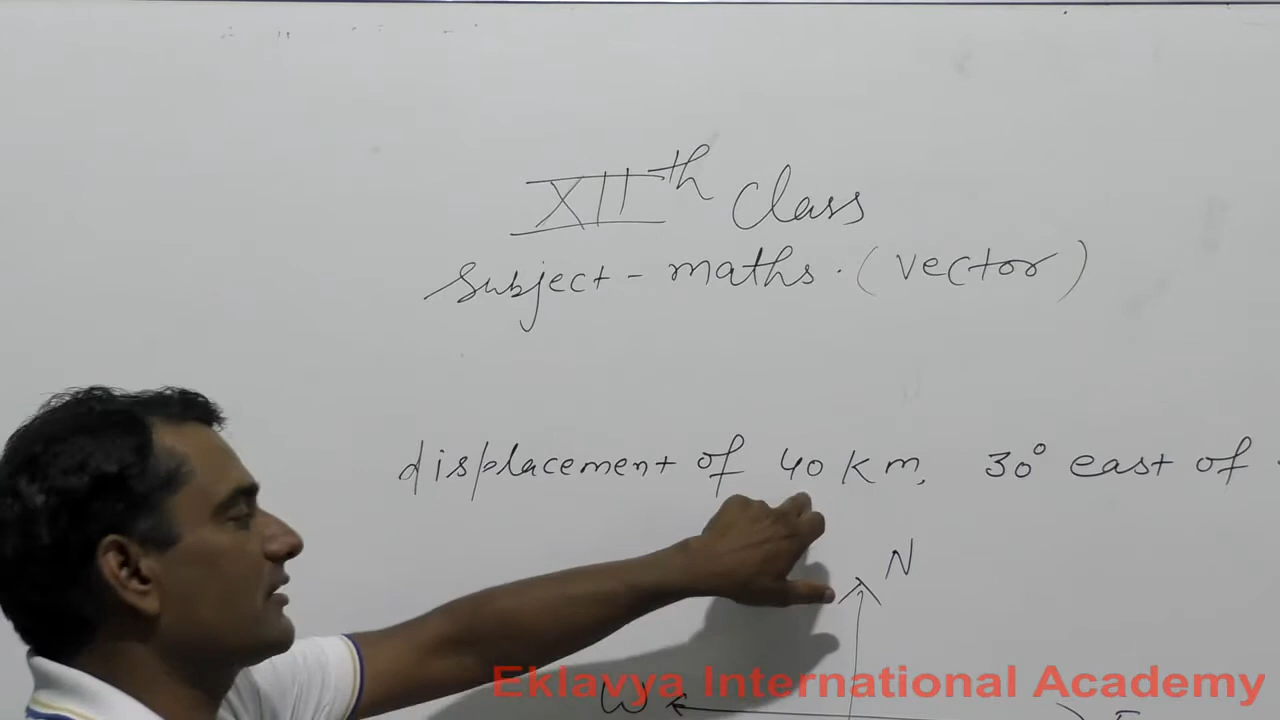 XIIth class
Subject - maths. (vector)
displacement of 40 km, 30° east of
N
Eklavya International Academy
W